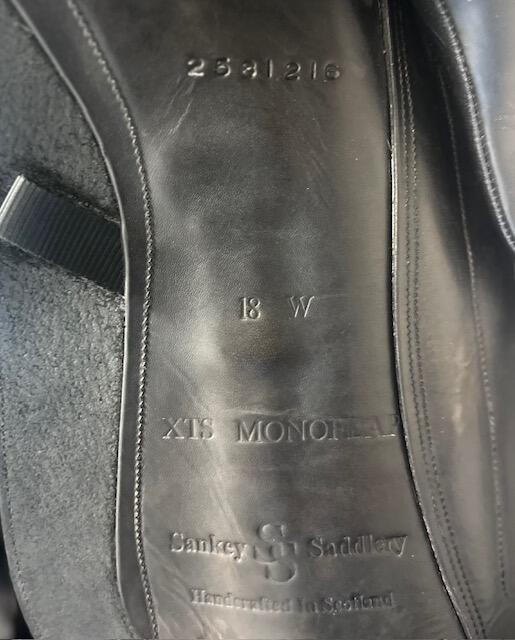 2531216
18 W
XTS MONOFLAP
Sankey SS Saddlery
Handcrafted In Scotland